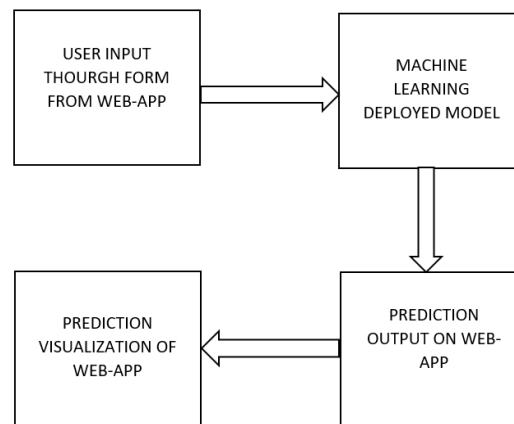 USER INPUT
THOURGH FORM
FROM WEB-APP
MACHINE
LEARNING
DEPLOYED MODEL
PREDICTION
OUTPUT ON WEB-
APP
PREDICTION
VISUALIZATION OF
WEB-APP